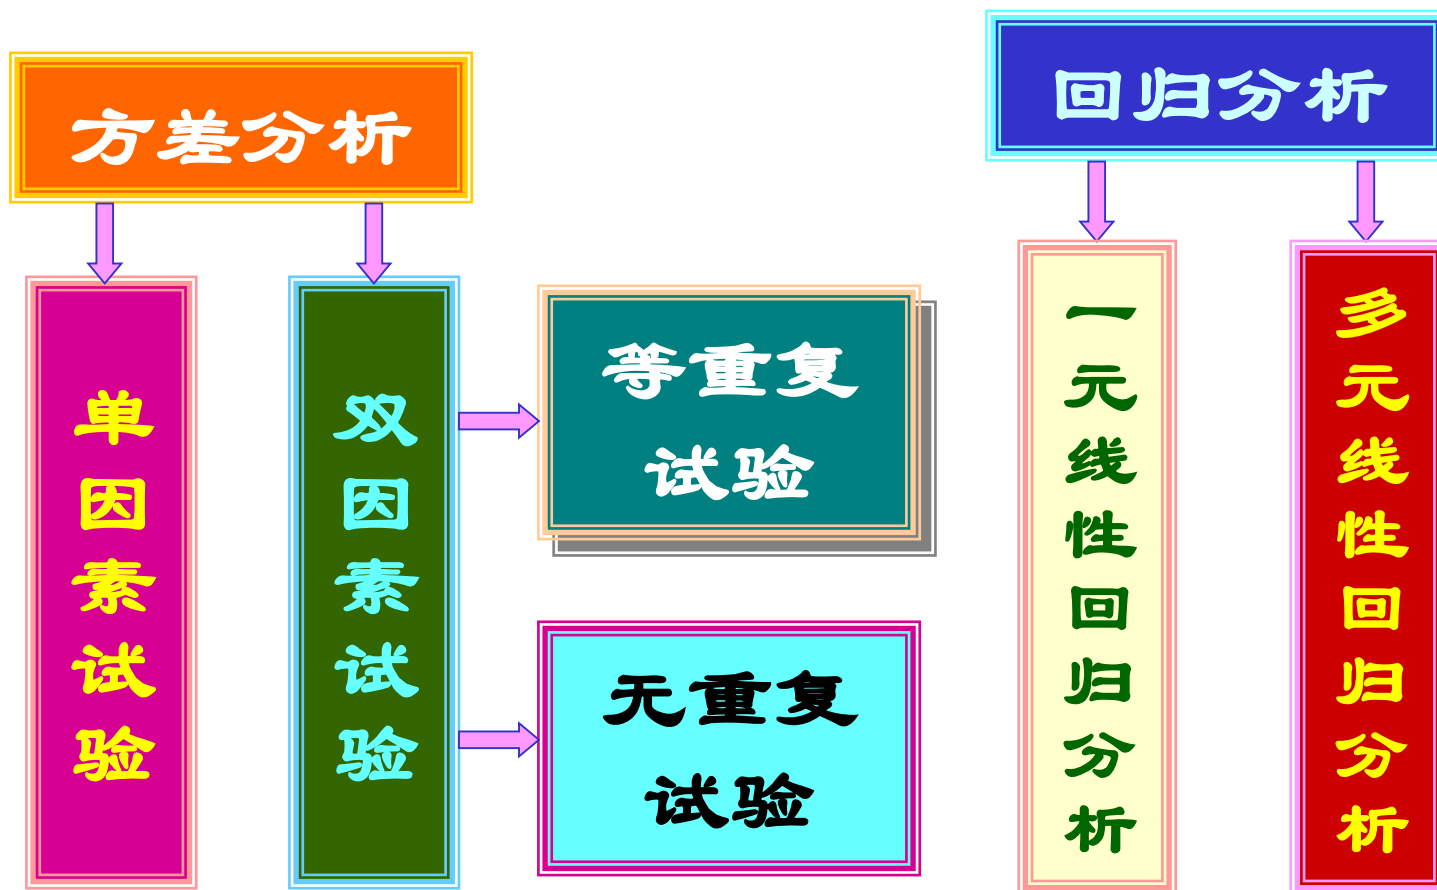 方差分析
回归分析
单因素试验
双因素试验
等重复
试验
无重复
试验
一元线性回归分析
多元线性回归分析